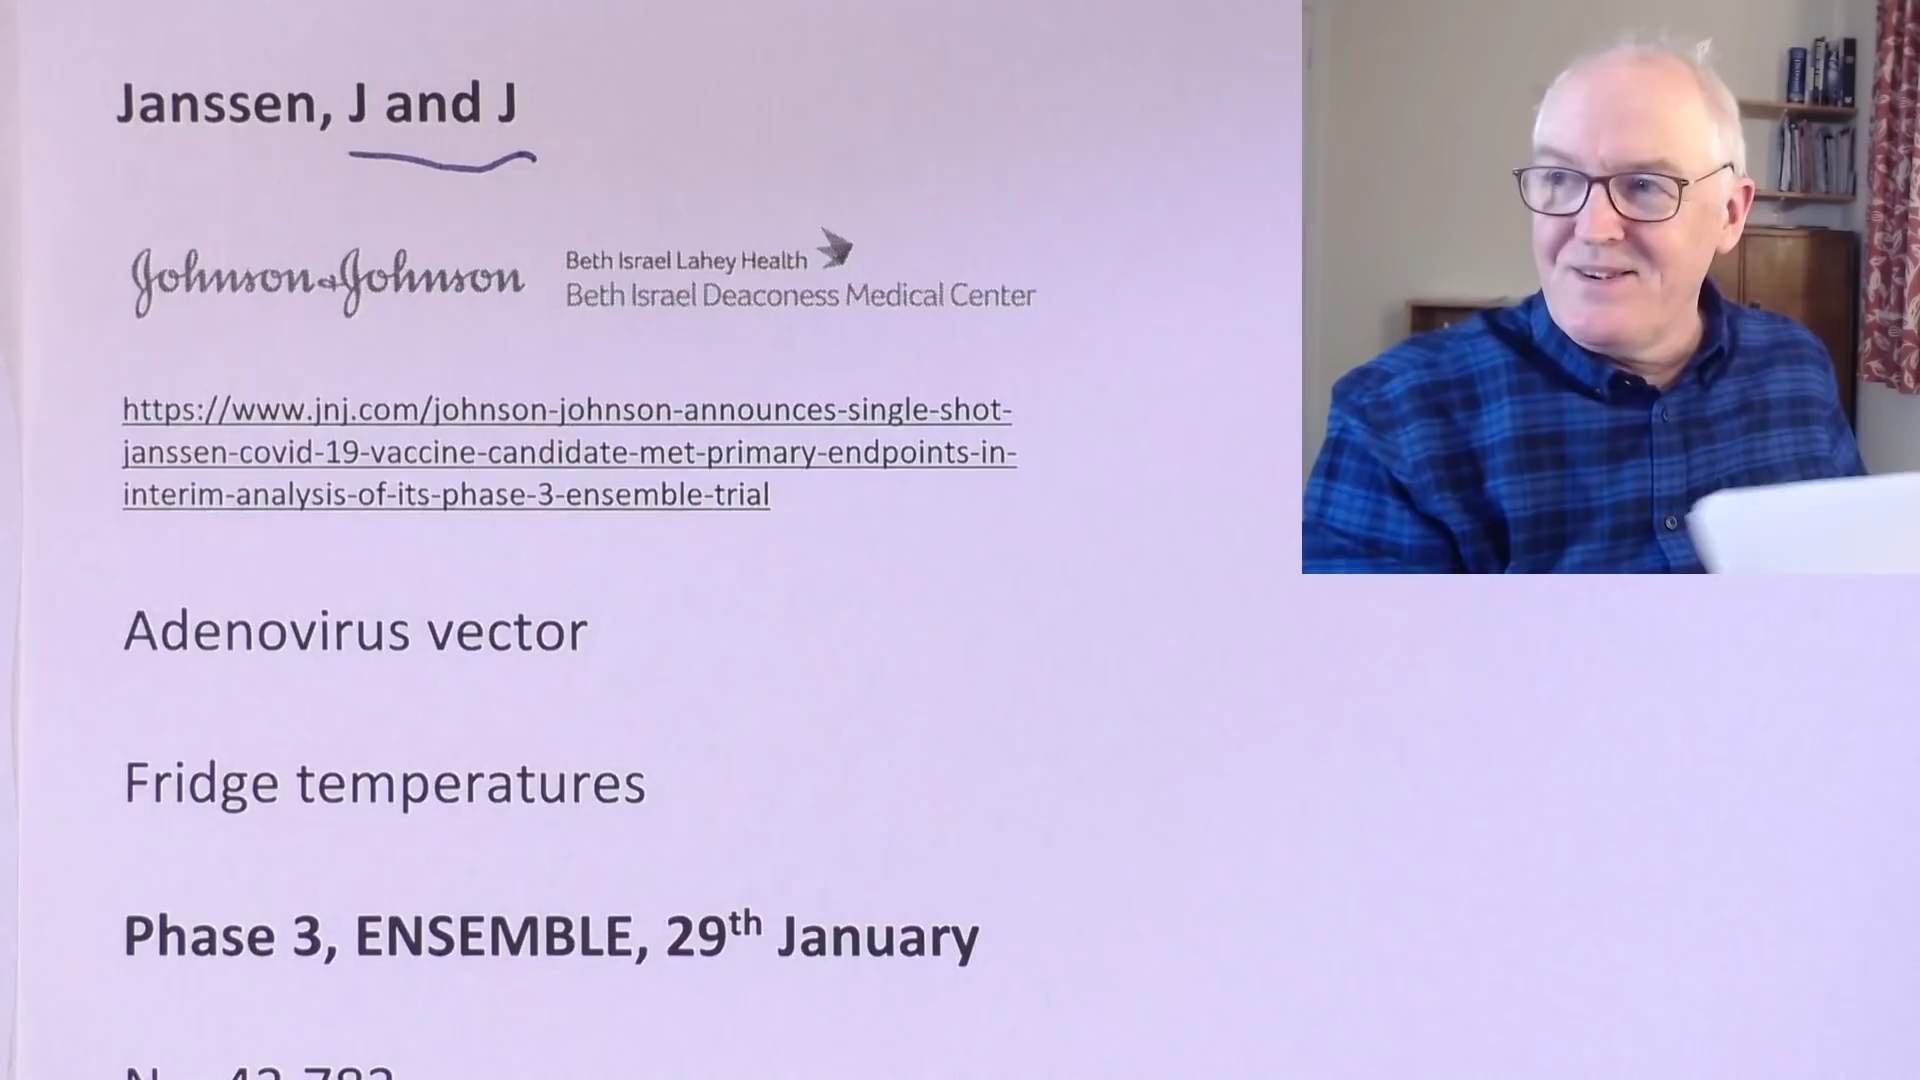 Janssen, J and J
Johnson & Johnson
Beth Israel Lahey Health
Beth Israel Deaconess Medical Center
https://www.jnj.com/johnson-johnson-announces-single-shot-
janssen-covid-19-vaccine-candidate-met-primary-endpoints-in-
interim-analysis-of-its-phase-3-ensemble-trial
Adenovirus vector
Fridge temperatures
Phase 3, ENSEMBLE, 29th January